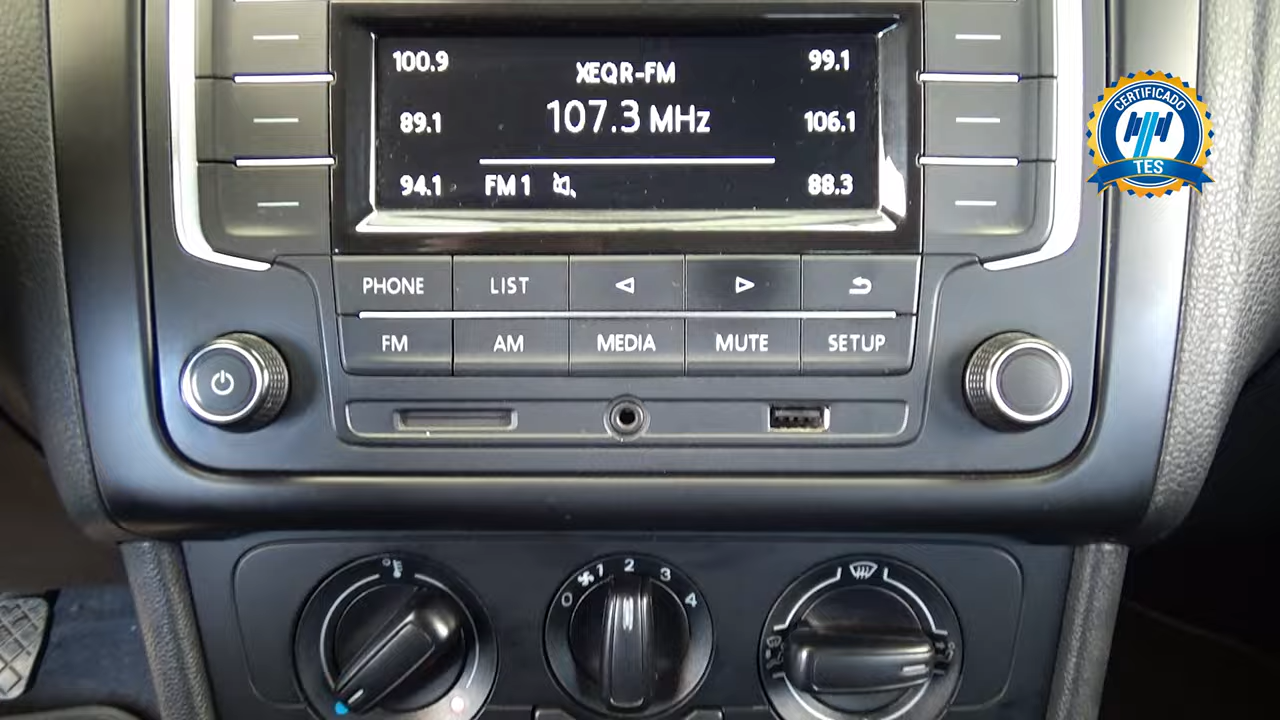 100.9
XEQR-FM
99.1
89.1
107.3 MHz
106.1
94.1
FM 1
88.3
CERTIFICADO
TES
PHONE
LIST
FM
AM
MEDIA
MUTE
SETUP
0
1
2
3
4